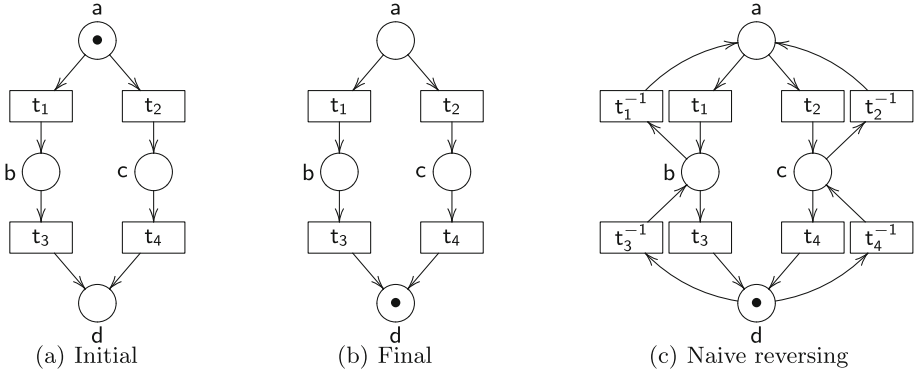 a a a
t₁ t₂ t₁ t₂ t₁⁻¹ t₁ t₂ t₂⁻¹
b c b c b c
t₃ t₄ t₃ t₄ t₃⁻¹ t₃ t₄ t₄⁻¹
d d d
(a) Initial (b) Final (c) Naive reversing